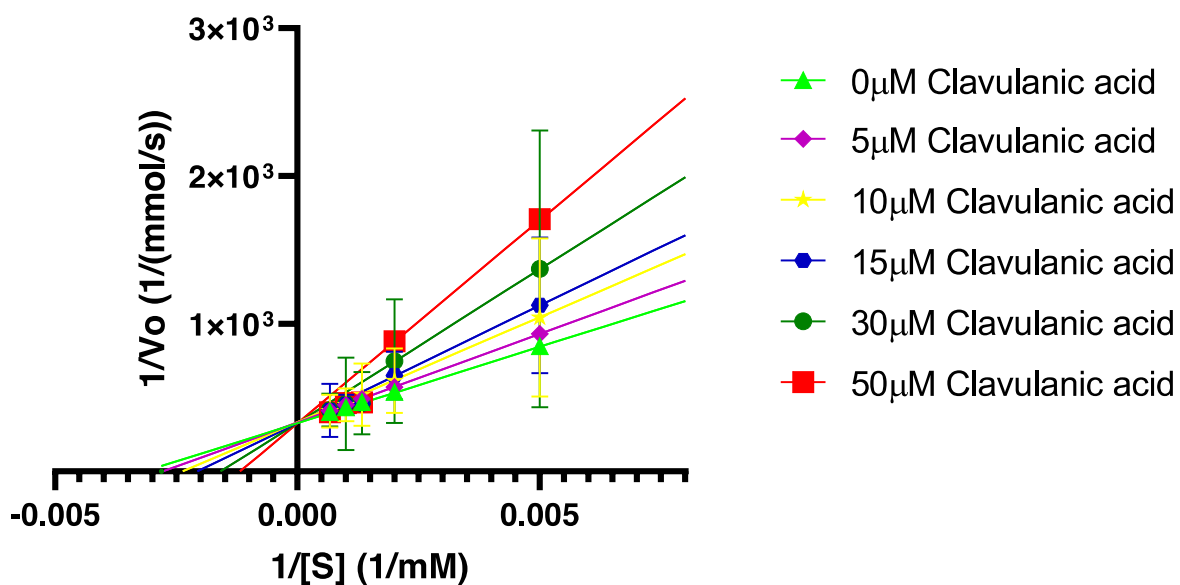 3×10³
2×10³
1×10³
1/Vo (1/(mmol/s))
-0.005
0.000
0.005
1/[S] (1/mM)
0μM Clavulanic acid
5μM Clavulanic acid
10μM Clavulanic acid
15μM Clavulanic acid
30μM Clavulanic acid
50μM Clavulanic acid